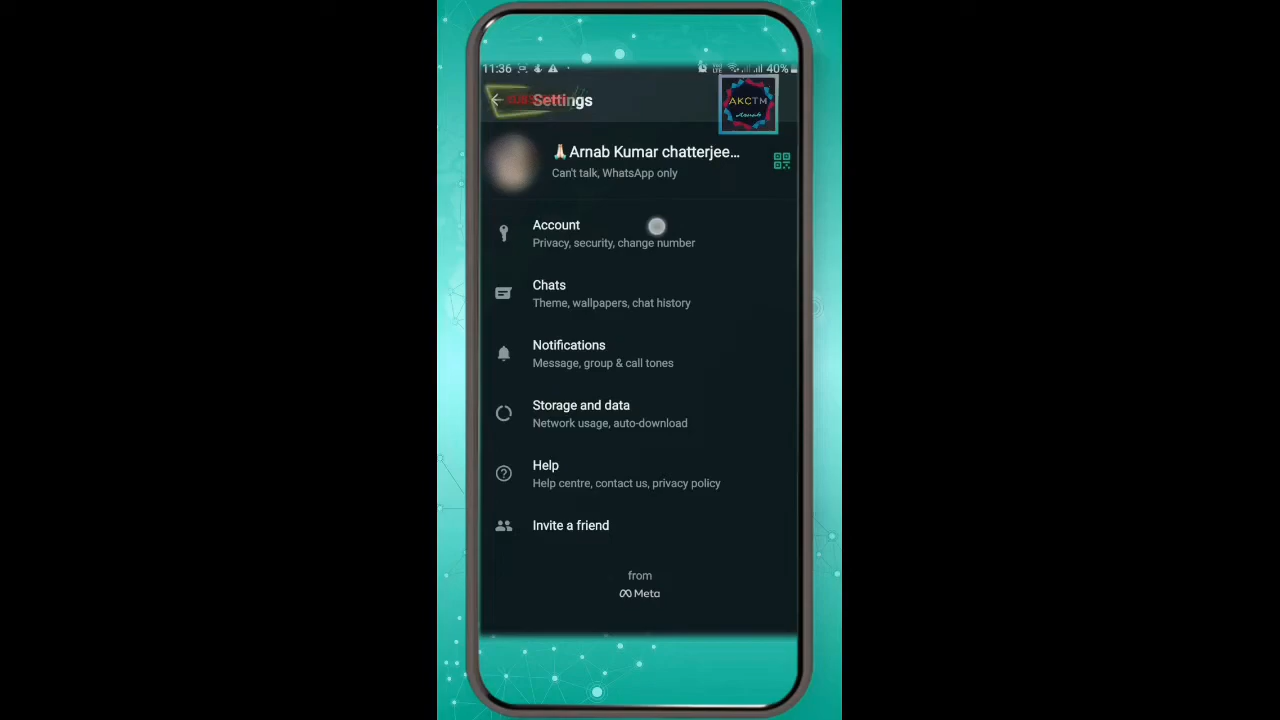 11:36
40%
Settings
AKCTM
🙏🏻Arnab Kumar chatterjee...
Can't talk, WhatsApp only
Account
Privacy, security, change number
Chats
Theme, wallpapers, chat history
Notifications
Message, group & call tones
Storage and data
Network usage, auto-download
Help
Help centre, contact us, privacy policy
Invite a friend
from
Meta